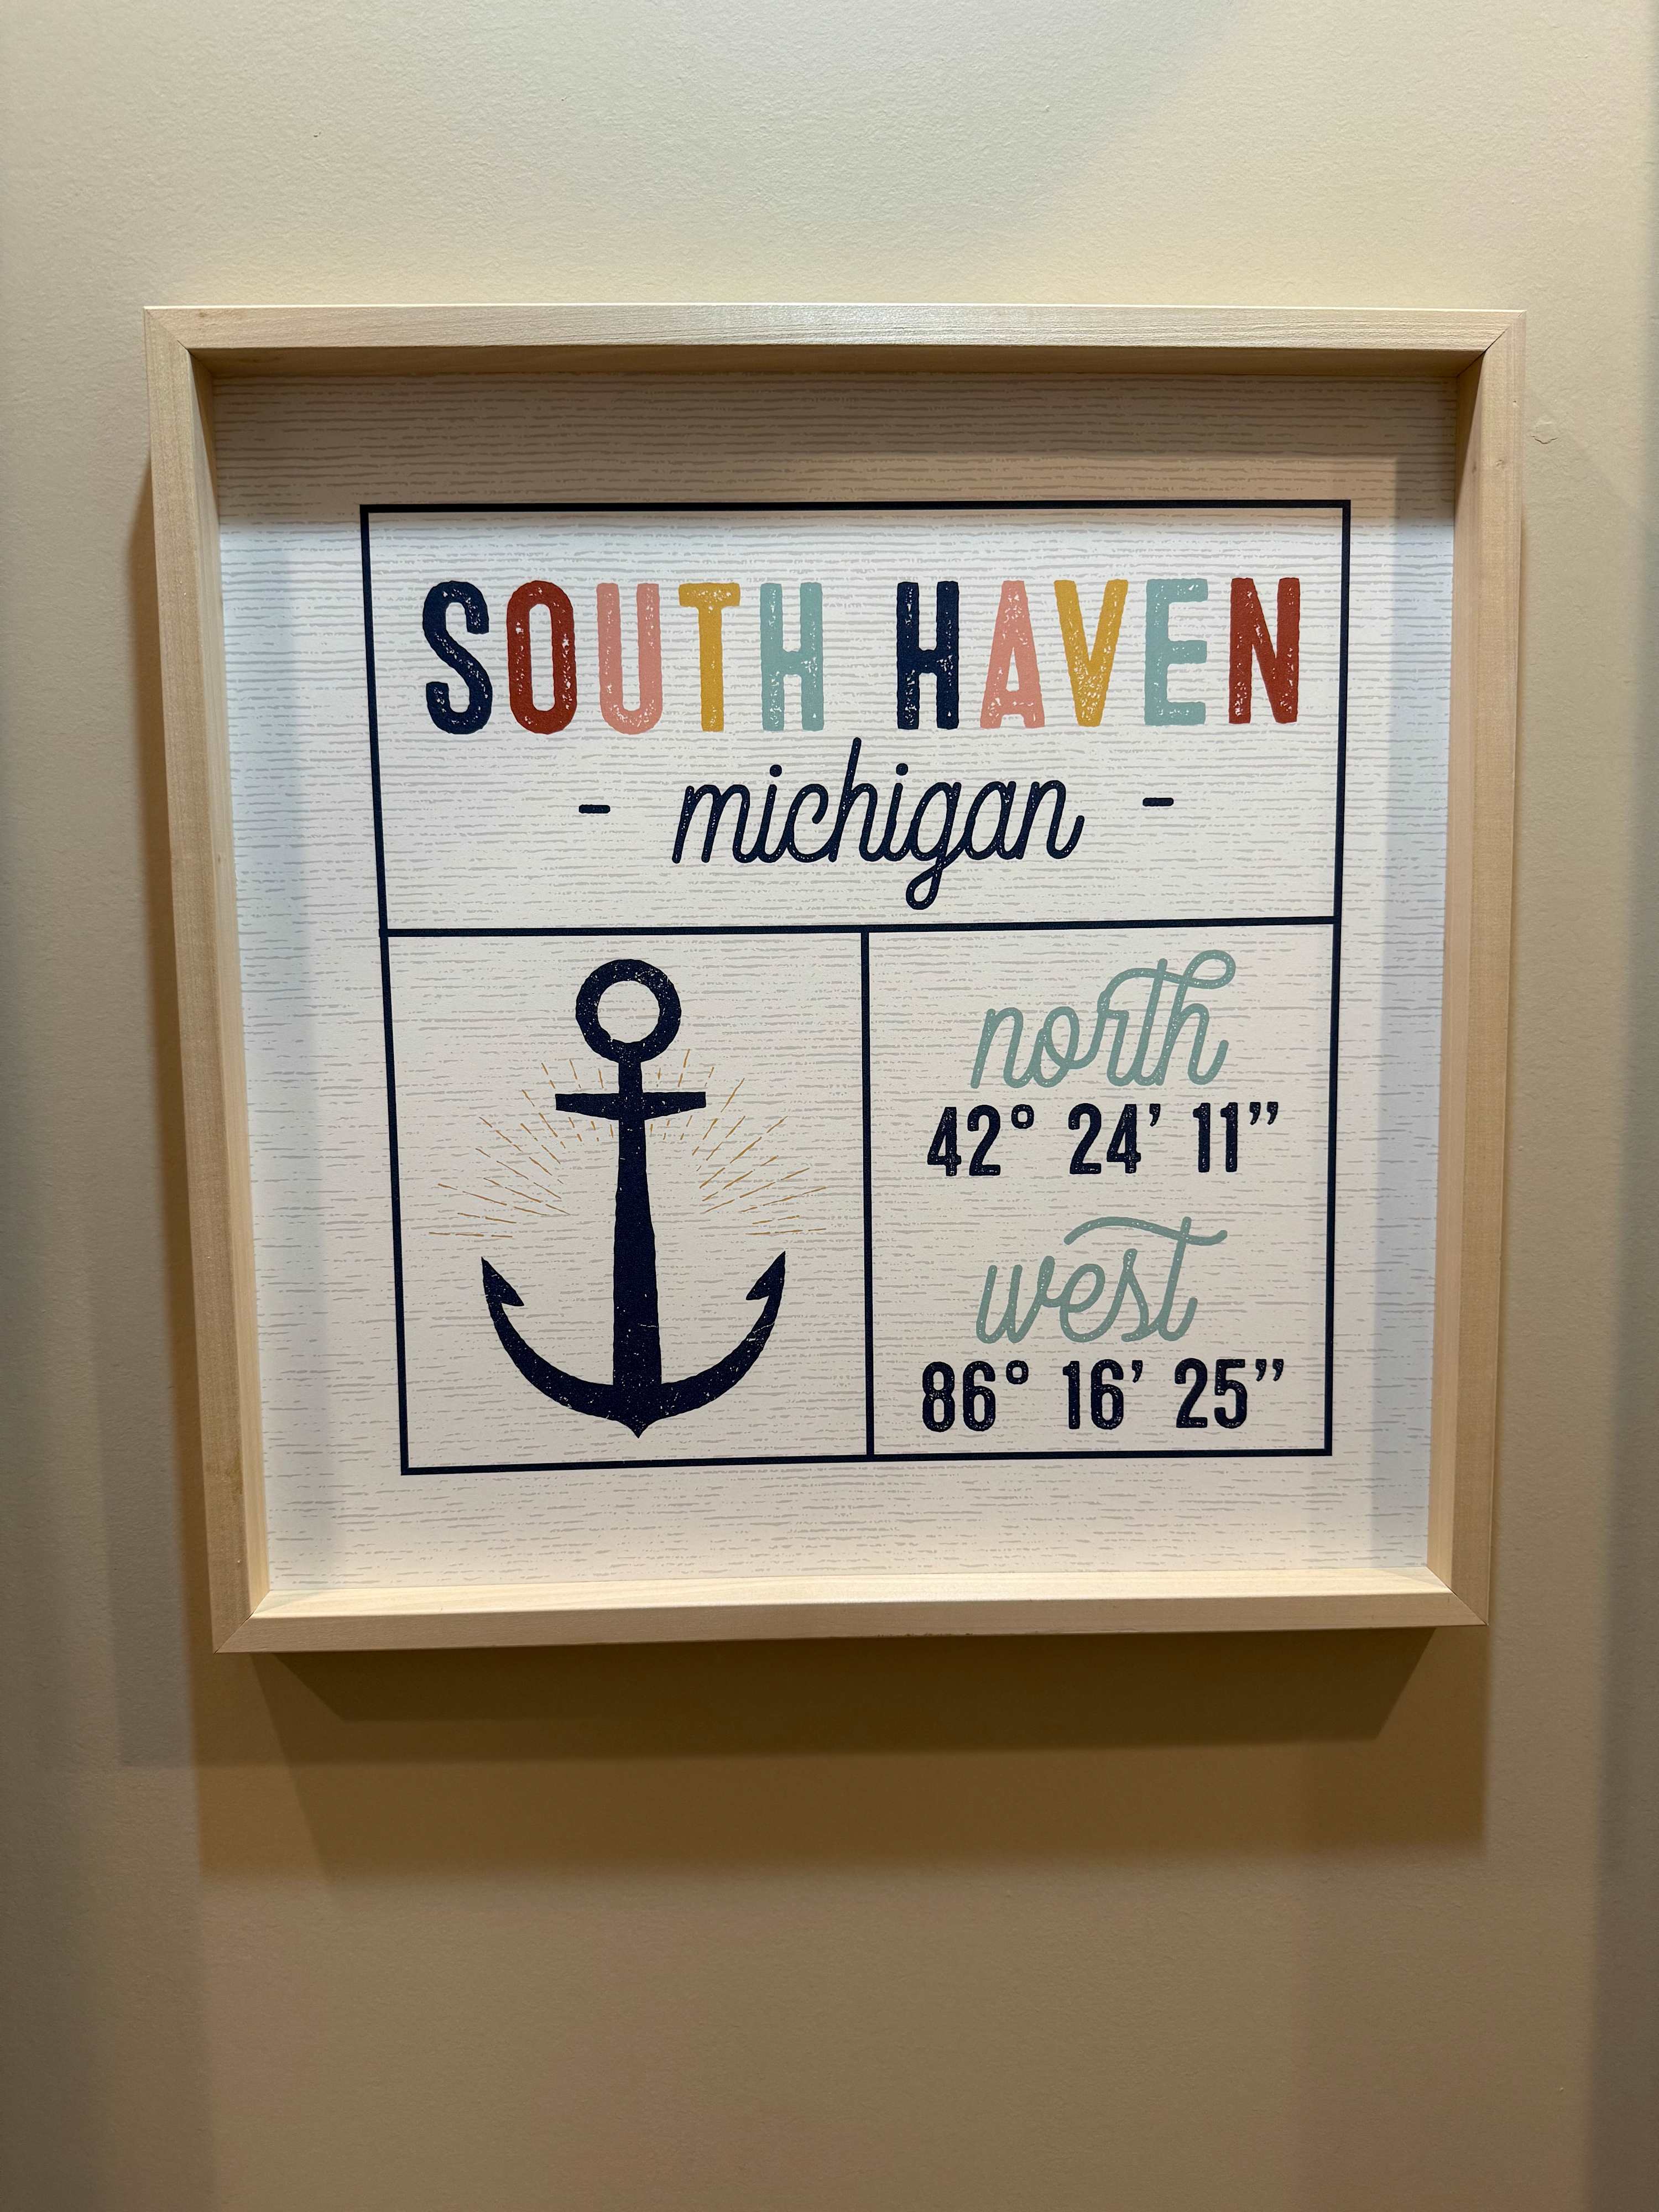 SOUTH HAVEN
- michigan -
north
42° 24’ 11”
west
86° 16’ 25”